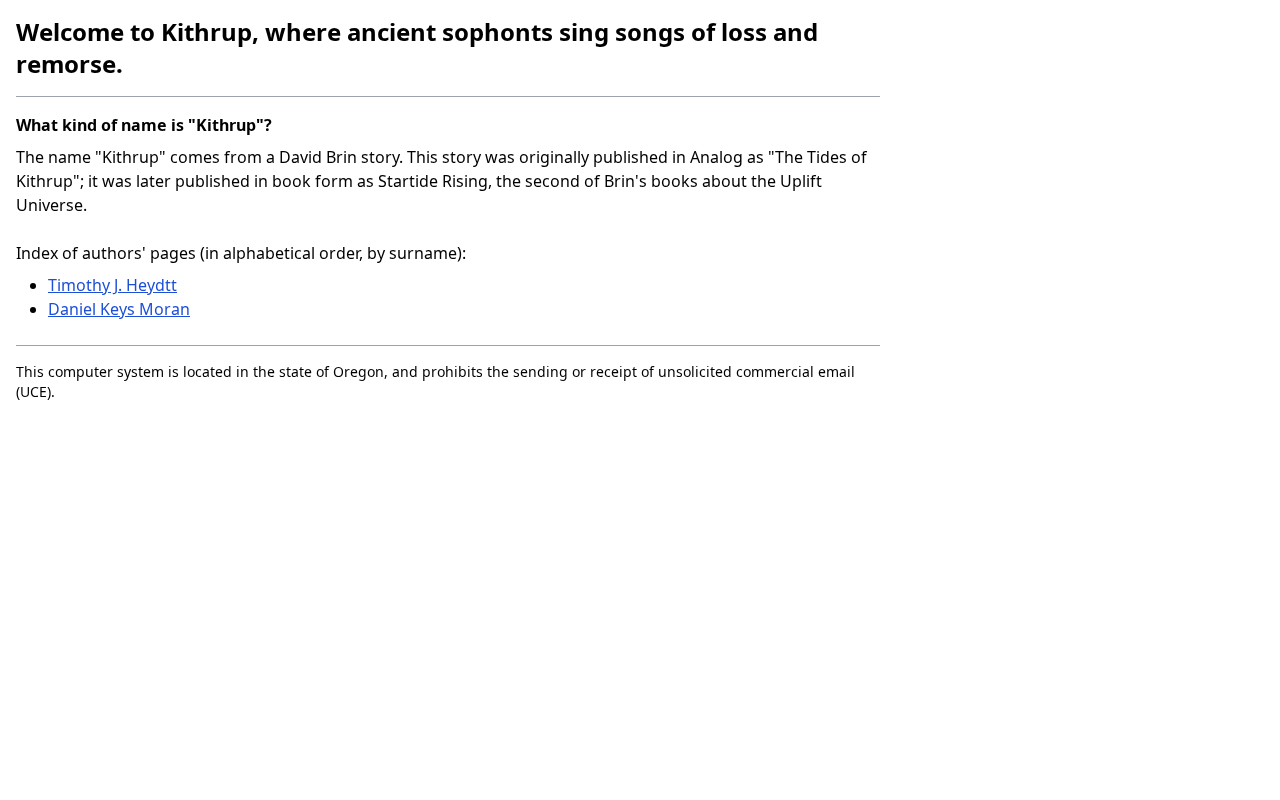 Welcome to Kithrup, where ancient sophonts sing songs of loss and
remorse.
What kind of name is "Kithrup"?
The name "Kithrup" comes from a David Brin story. This story was originally published in Analog as "The Tides of
Kithrup"; it was later published in book form as Startide Rising, the second of Brin's books about the Uplift
Universe.
Index of authors' pages (in alphabetical order, by surname):
Timothy J. Heydtt
Daniel Keys Moran
This computer system is located in the state of Oregon, and prohibits the sending or receipt of unsolicited commercial email
(UCE).